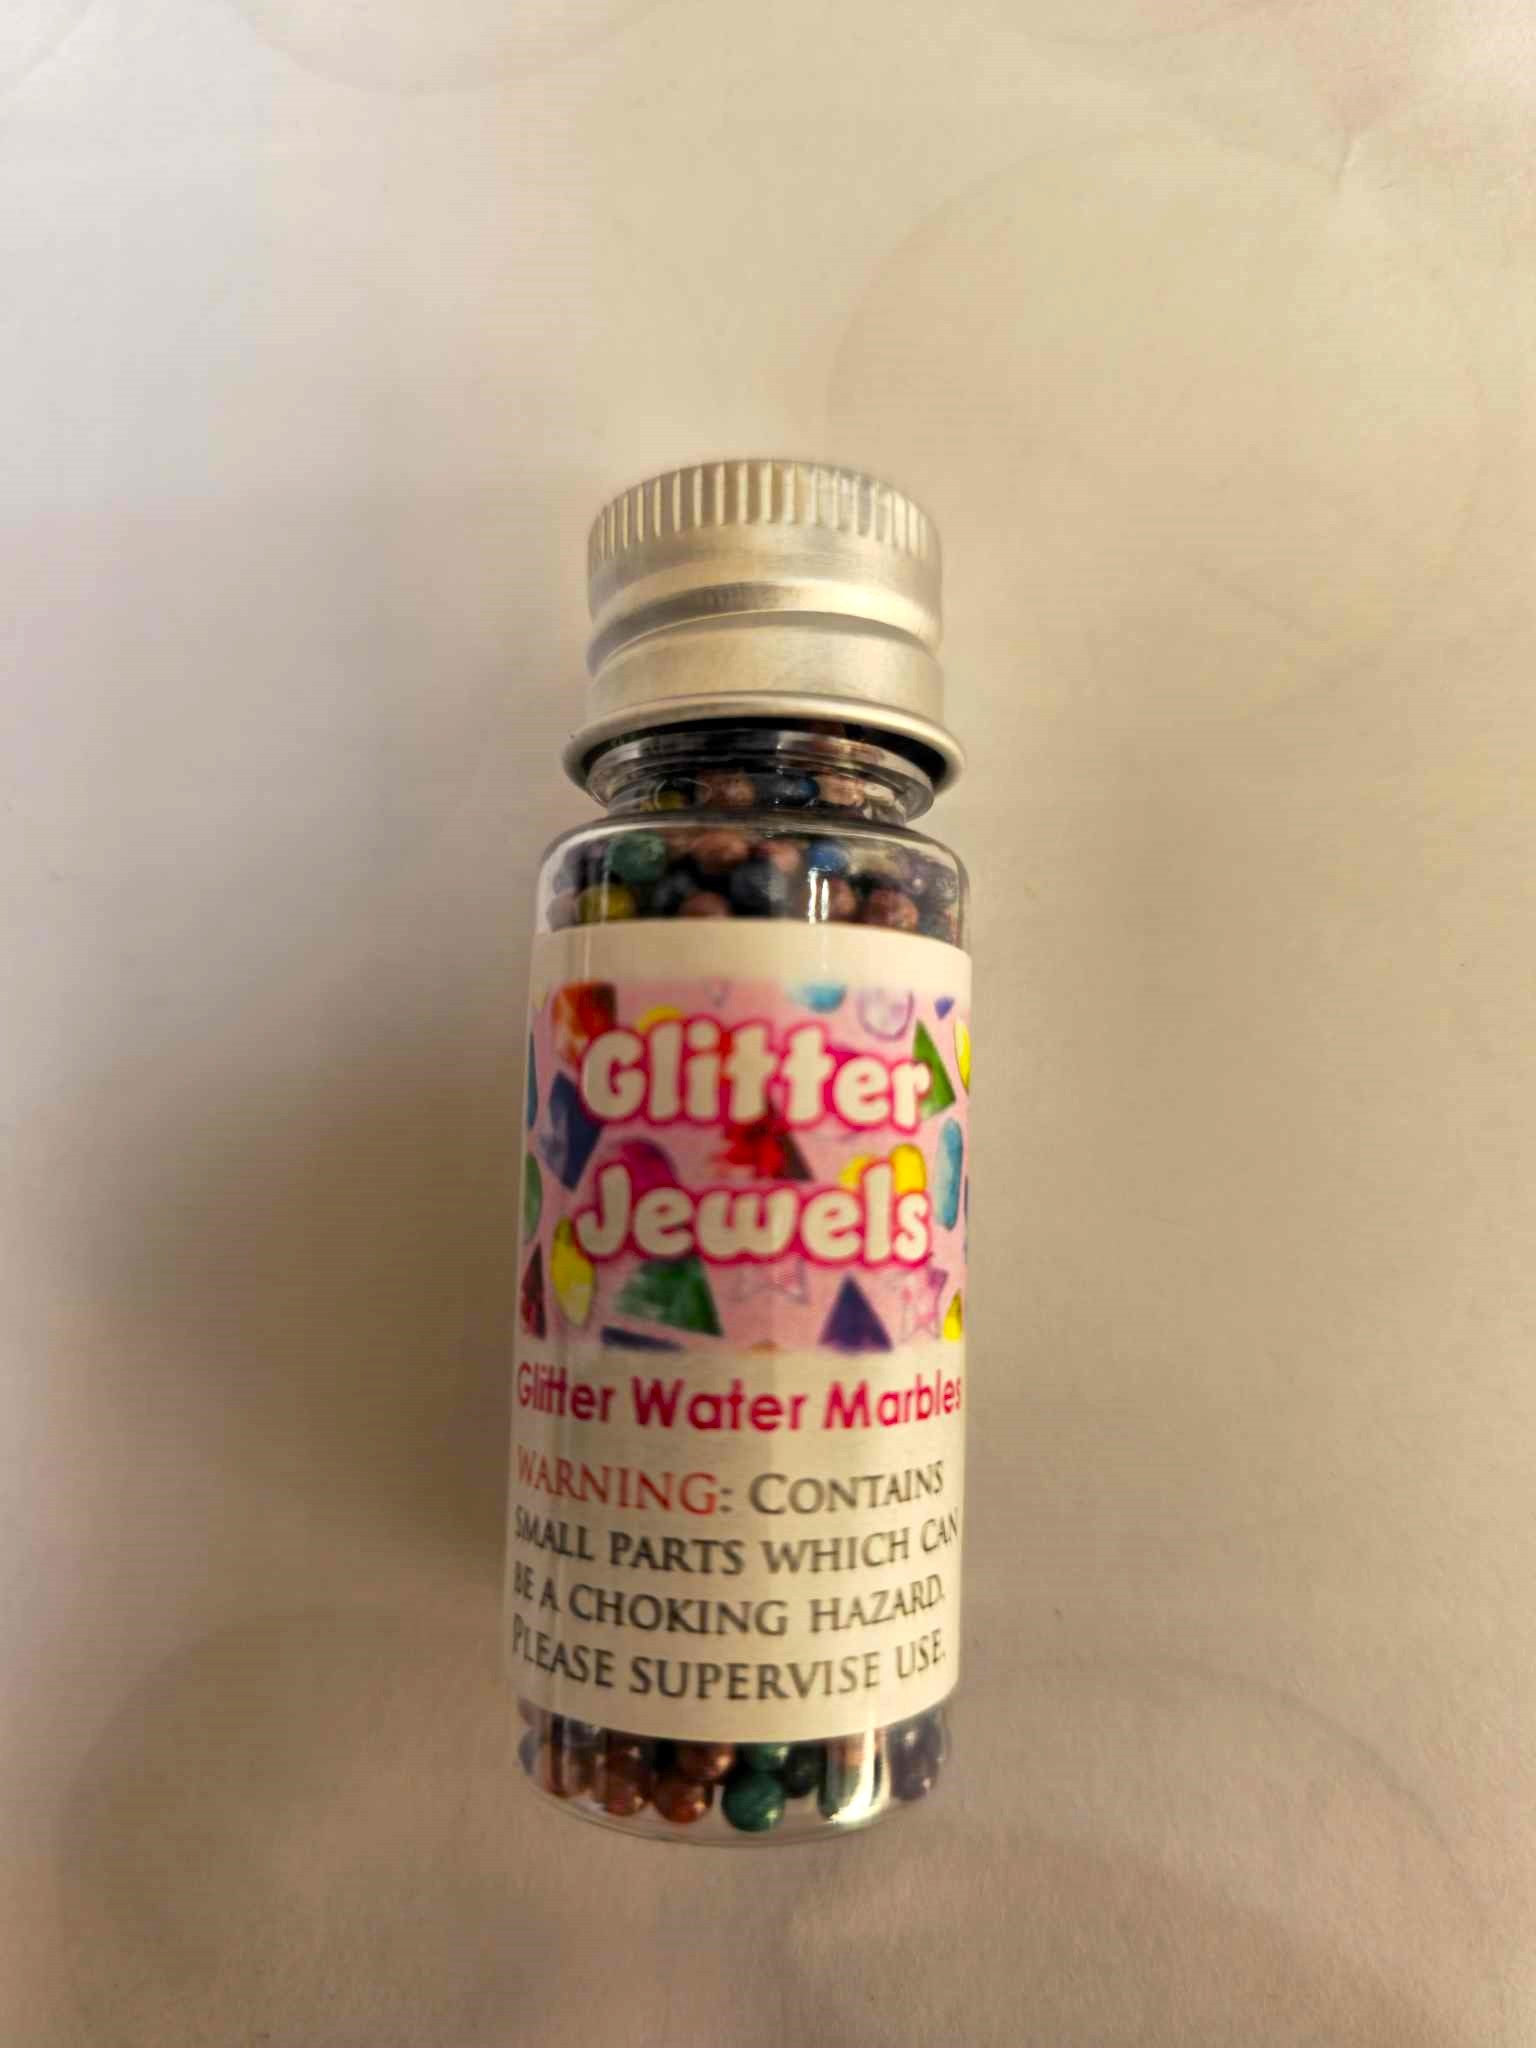 Glitter
Jewels
Glitter Water Marbles
WARNING: CONTAINS
SMALL PARTS WHICH CAN
BE A CHOKING HAZARD.
PLEASE SUPERVISE USE.